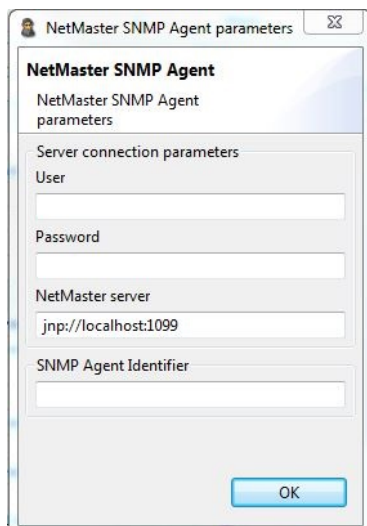 NetMaster SNMP Agent parameters
NetMaster SNMP Agent
NetMaster SNMP Agent
parameters
Server connection parameters
User
Password
NetMaster server
jnp://localhost:1099
SNMP Agent Identifier
OK